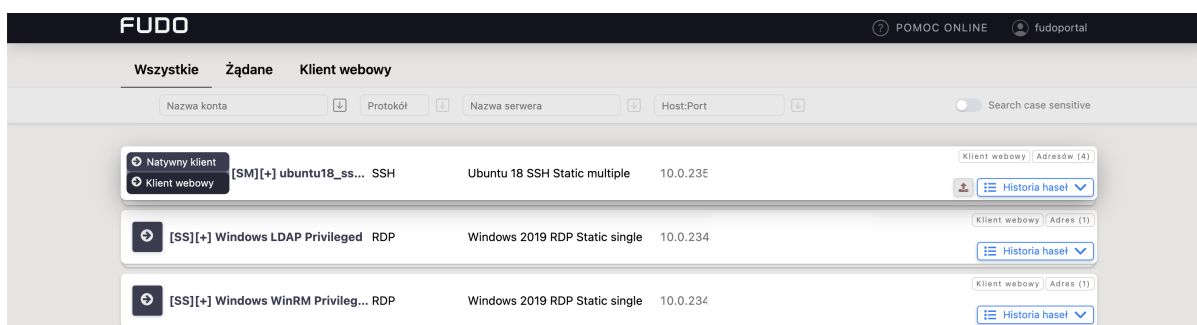 FUDO
POMOC ONLINE fudoportal
Wszystkie Żądane Klient webowy
Nazwa konta Protokół Nazwa serwera Host:Port Search case sensitive
Klient webowy Adresów (4)
Natywny klient
Klient webowy
[SM][+] ubuntu18_ss... SSH Ubuntu 18 SSH Static multiple 10.0.235
Historia haseł
Klient webowy Adres (1)
[SS][+] Windows LDAP Privileged RDP Windows 2019 RDP Static single 10.0.234
Historia haseł
Klient webowy Adres (1)
[SS][+] Windows WinRM Privileg... RDP Windows 2019 RDP Static single 10.0.234
Historia haseł